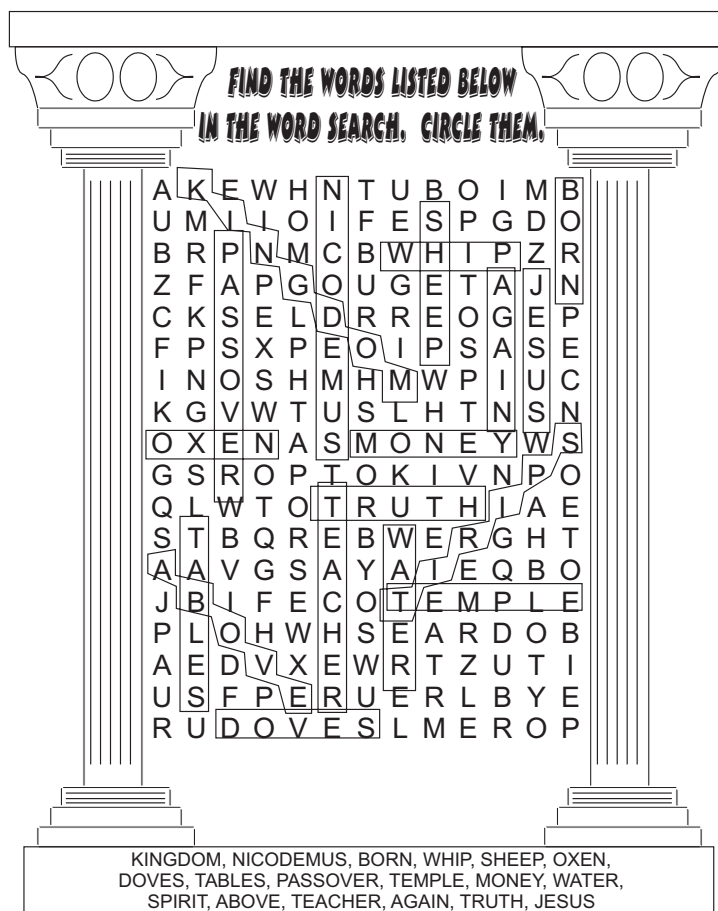 FIND THE WORDS LISTED BELOW
IN THE WORD SEARCH. CIRCLE THEM.
A K E W H N T U B O I M B
U M I I O I F E S P G D O
B R P N M C B W H I P Z R
Z F A P G O U G E T A J N
C K S E L D R R E O G E P
F P S X P E O I P S A S E
I N O S H M H M W P I U C
K G V W T U S L H T N S N
O X E N A S M O N E Y W S
G S R O P T O K I V N P O
Q L W T O T R U T H I A E
S T B Q R E B W E R G H T
A A V G S A Y A I E Q B O
J B I F E C O T E M P L E
P L O H W H S E A R D O B
A E D V X E W R T Z U T I
U S F P E R U E R L B Y E
R U D O V E S L M E R O P
KINGDOM, NICODEMUS, BORN, WHIP, SHEEP, OXEN,
DOVES, TABLES, PASSOVER, TEMPLE, MONEY, WATER,
SPIRIT, ABOVE, TEACHER, AGAIN, TRUTH, JESUS